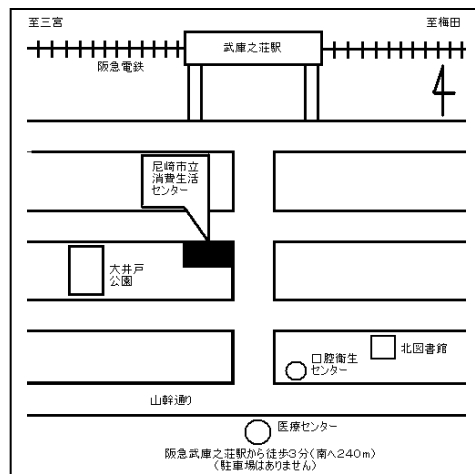 至三宮
至梅田
武庫之荘駅
阪急電鉄
尼崎市立
消費生活
センター
大井戸
公園
北図書館
口腔衛生
センター
山幹通り
医療センター
阪急武庫之荘駅から徒歩3分(南へ240m)
(駐車場はありません)